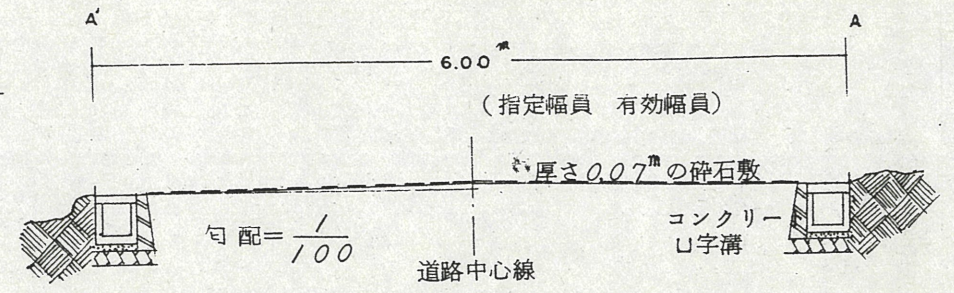 A' A
6.00m
(指定幅員 有効幅員)
厚さ0.07mの砕石敷
勾配=1/100
コンクリート
U字溝
道路中心線